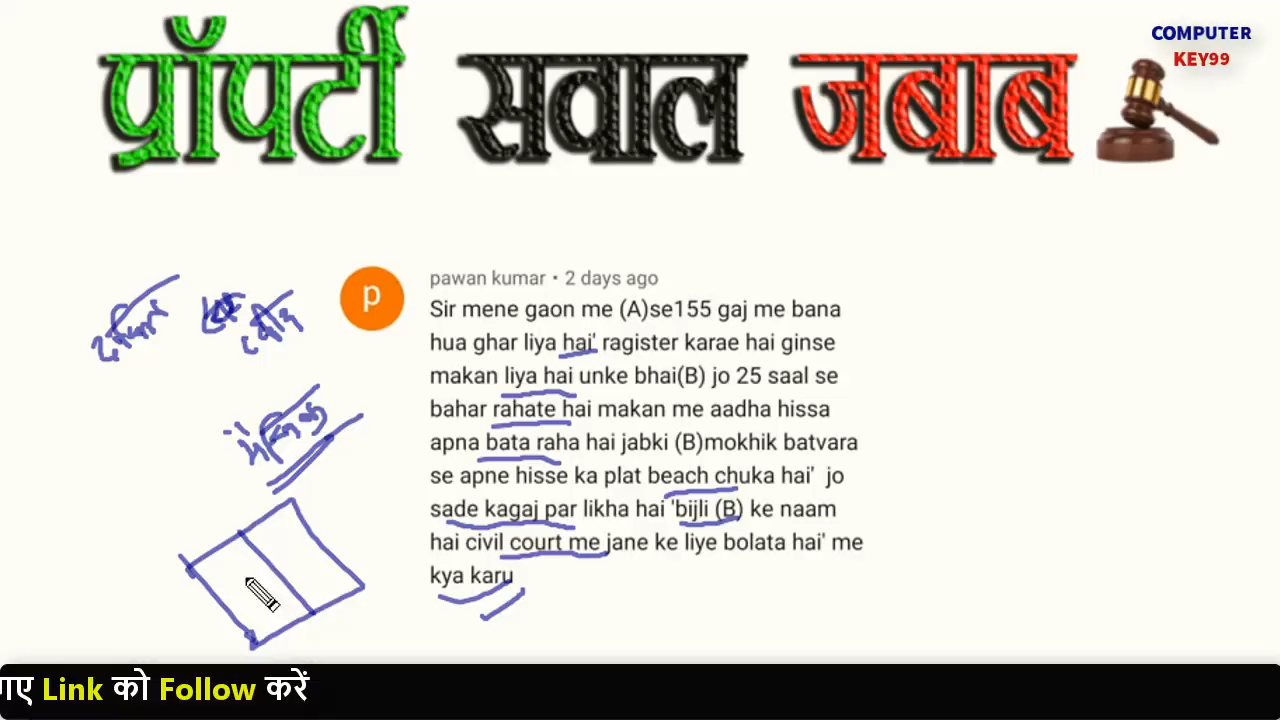 प्रॉपर्टी सवाल जबाब
COMPUTER
KEY99
p
pawan kumar • 2 days ago
Sir mene gaon me (A)se155 gaj me bana
hua ghar liya hai' ragister karae hai ginse
makan liya hai unke bhai(B) jo 25 saal se
bahar rahate hai makan me aadha hissa
apna bata raha hai jabki (B)mokhik batvara
se apne hisse ka plat beach chuka hai' jo
sade kagaj par likha hai 'bijli (B) ke naam
hai civil court me jane ke liye bolata hai' me
kya karu
गए Link को Follow करें